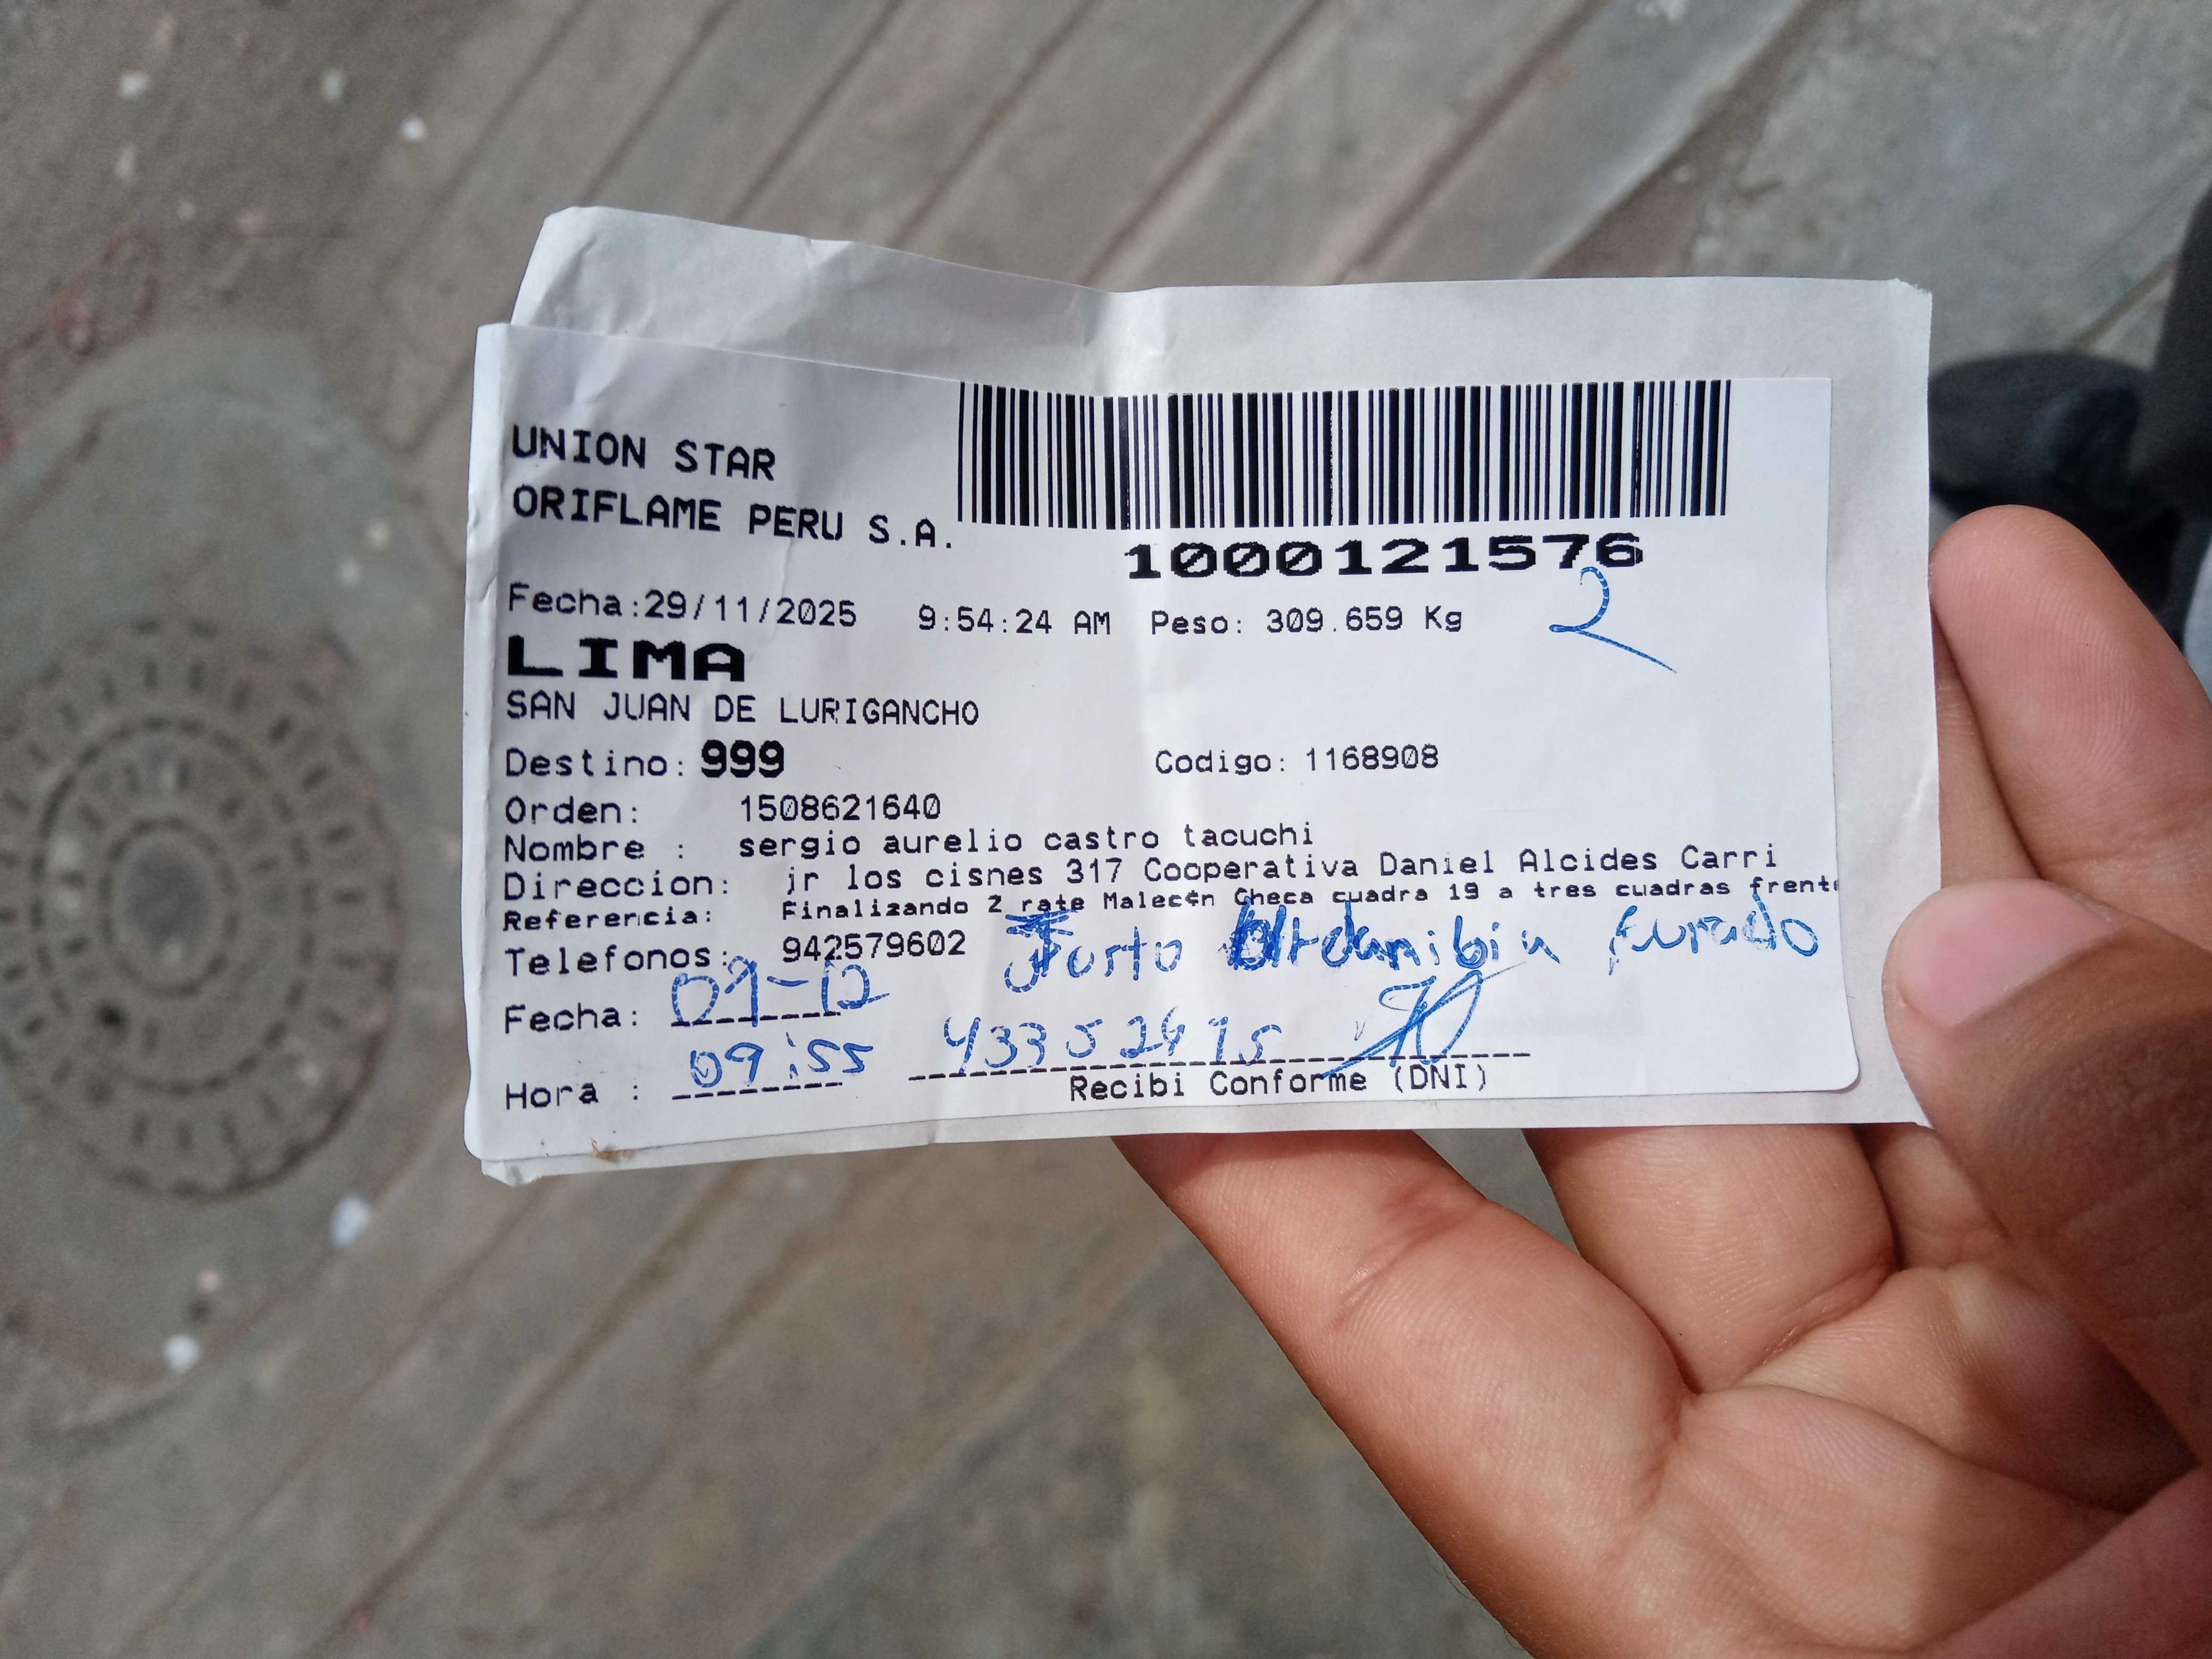 UNION STAR
ORIFLAME PERU S.A.
1000121576
Fecha:29/11/2025 9:54:24 AM Peso: 309.659 Kg
2
LIMA
SAN JUAN DE LURIGANCHO
Destino: 999 Codigo: 1168908
Orden: 1508621640
Nombre : sergio aurelio castro tacuchi
Direccion: jr los cisnes 317 Cooperativa Daniel Alcides Carri
Referencia: Finalizando Z rate Malec¢n Checa cuadra 19 a tres cuadras frente
Telefonos: 942579602
Fecha: 09-12
Hora : 09:55
Recibi Conforme (DNI)